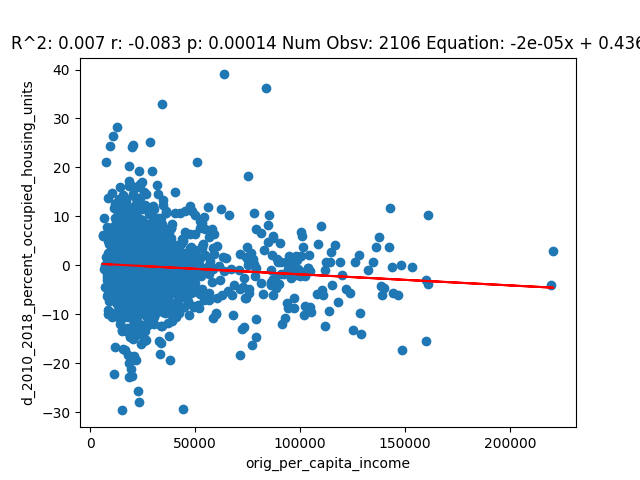 R^2: 0.007 r: -0.083 p: 0.00014 Num Obsv: 2106 Equation: -2e-05x + 0.436
40
30
20
10
0
−10
−20
−30
d_2010_2018_percent_occupied_housing_units
0 50000 100000 150000 200000
orig_per_capita_income